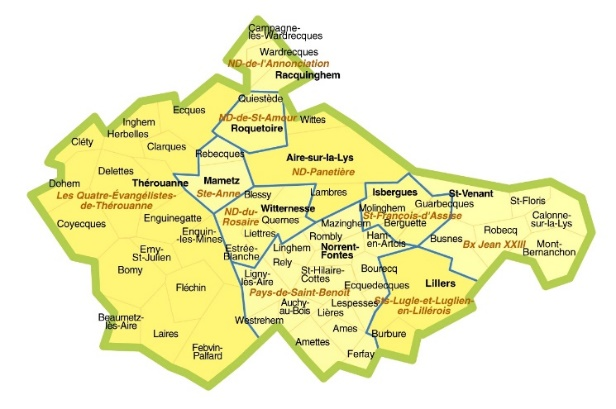 Campagne-
lès-Wardrecques
Wardrecques
ND-de-l'Annonciation
Racquinghem
Quiestède
ND-de-St-Amour
Roquetoire
Wittes
Ecques
Inghem
Herbelles
Cléty
Clarques
Rebecques
Delettes
Thérouanne
Dohem
Les Quatre-Évangélistes-
de-Thérouanne
Coyecques
Enguinegatte
Enquin-
les-Mines
Erny-
St-Julien
Bomy
Fléchin
Beaumetz-
lès-Aire
Laires
Febvin-
Palfard
Mametz
Ste-Anne
Aire-sur-la-Lys
ND-Panetière
Blessy
Lambres
Witternesse
ND-du-
Rosaire
Quernes
Liettres
Estrée-
Blanche
Isbergues
Molinghem
Guarbecques
St-François-d'Assise
Berguette
Mazinghem
Ham-
en-Artois
St-Venant
St-Floris
Calonne-
sur-la-Lys
Robecq
Busnes
Bx Jean XXIII
Mont-
Bernanchon
Rombly
Linghem
Norrent-
Fontes
Rely
Ligny-
lès-Aire
St-Hilaire-
Cottes
Bourecq
Ecquedecques
Pays-de-Saint-Benoît
Lespesses
Auchy-
au-Bois
Lières
Westrehem
Ames
Amettes
Ferfay
Lillers
Sts-Lugle-et-Luglien-
en-Lillérois
Burbure